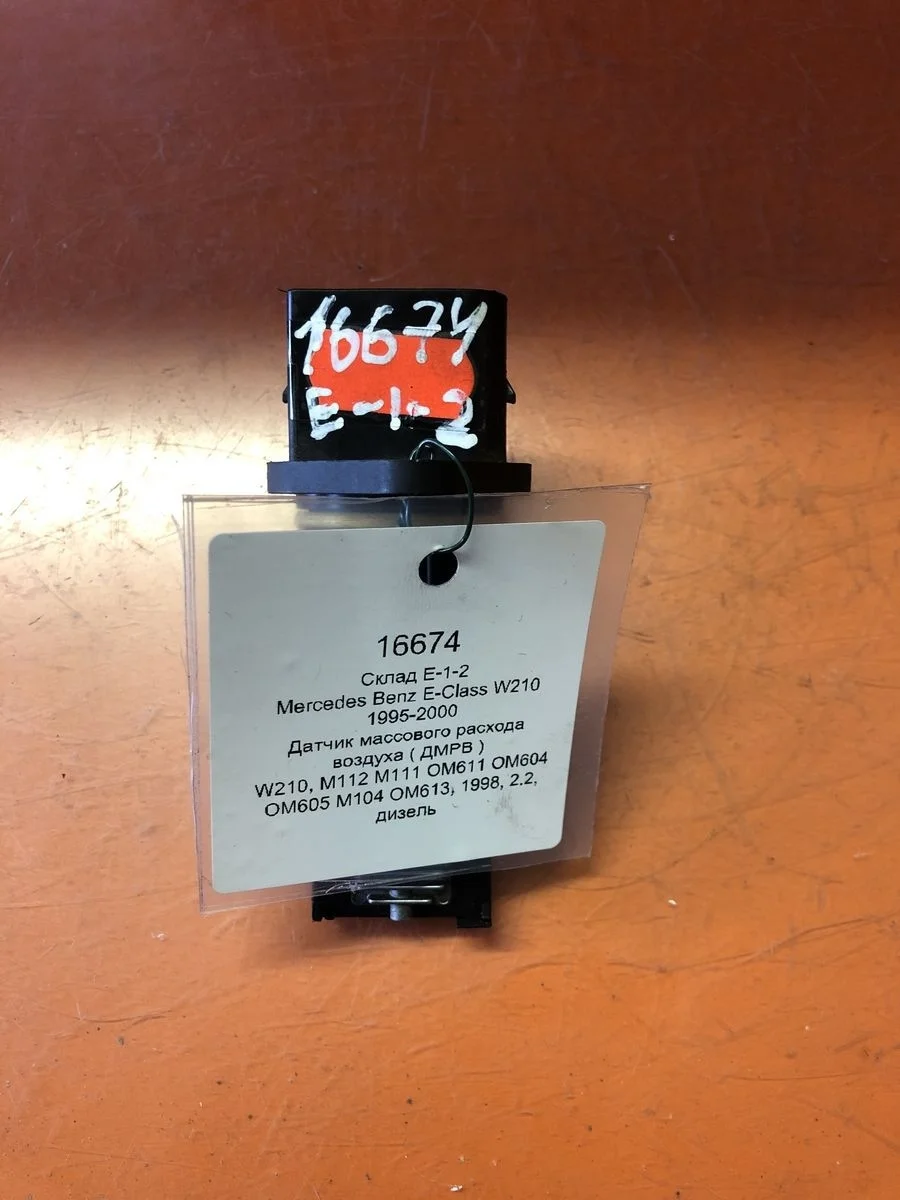 16674
E-1-2
16674
Склад E-1-2
Mercedes Benz E-Class W210
1995-2000
Датчик массового расхода
воздуха ( ДМРВ )
W210, M112 M111 OM611 OM604
OM605 M104 OM613, 1998, 2.2,
дизель